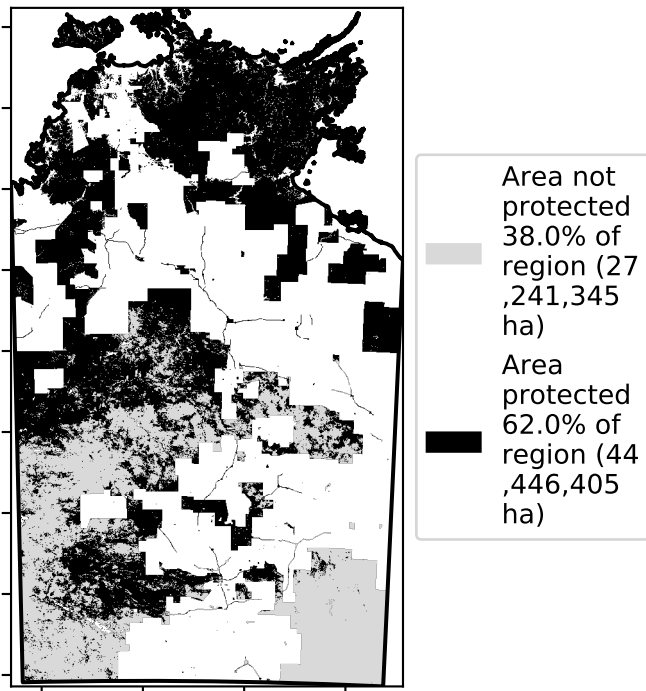 Area not
protected
38.0% of
region (27
,241,345
ha)
Area
protected
62.0% of
region (44
,446,405
ha)